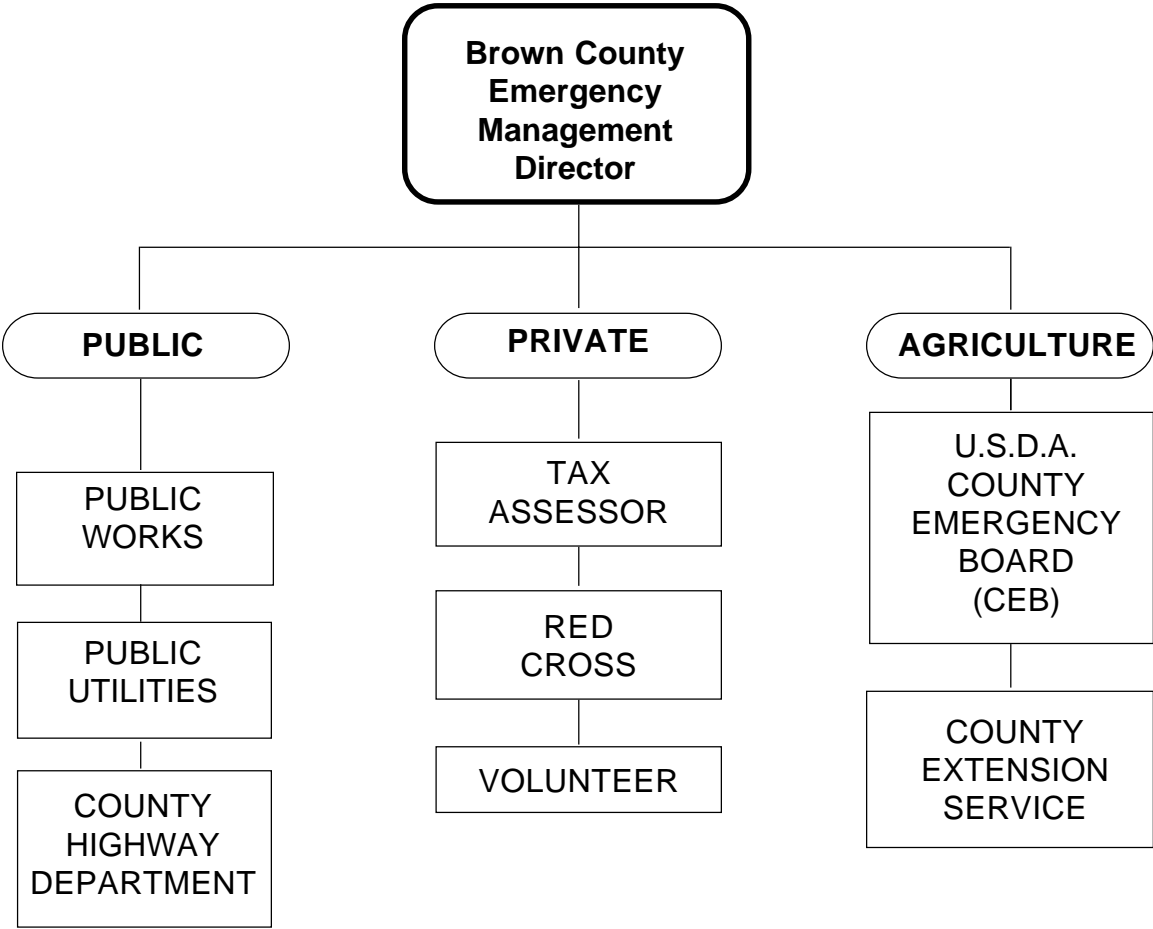 Brown County
Emergency
Management
Director
PUBLIC
PRIVATE
AGRICULTURE
PUBLIC
WORKS
PUBLIC
UTILITIES
COUNTY
HIGHWAY
DEPARTMENT
TAX
ASSESSOR
RED
CROSS
VOLUNTEER
U.S.D.A.
COUNTY
EMERGENCY
BOARD
(CEB)
COUNTY
EXTENSION
SERVICE